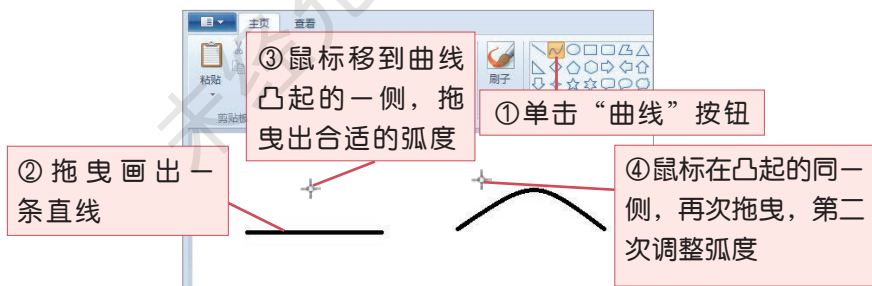 主页 查看
粘贴
剪贴板
刷子
①单击“曲线”按钮
②拖曳画出一
条直线
③鼠标移到曲线
凸起的一侧，拖
曳出合适的弧度
④鼠标在凸起的同一
侧，再次拖曳，第二
次调整弧度